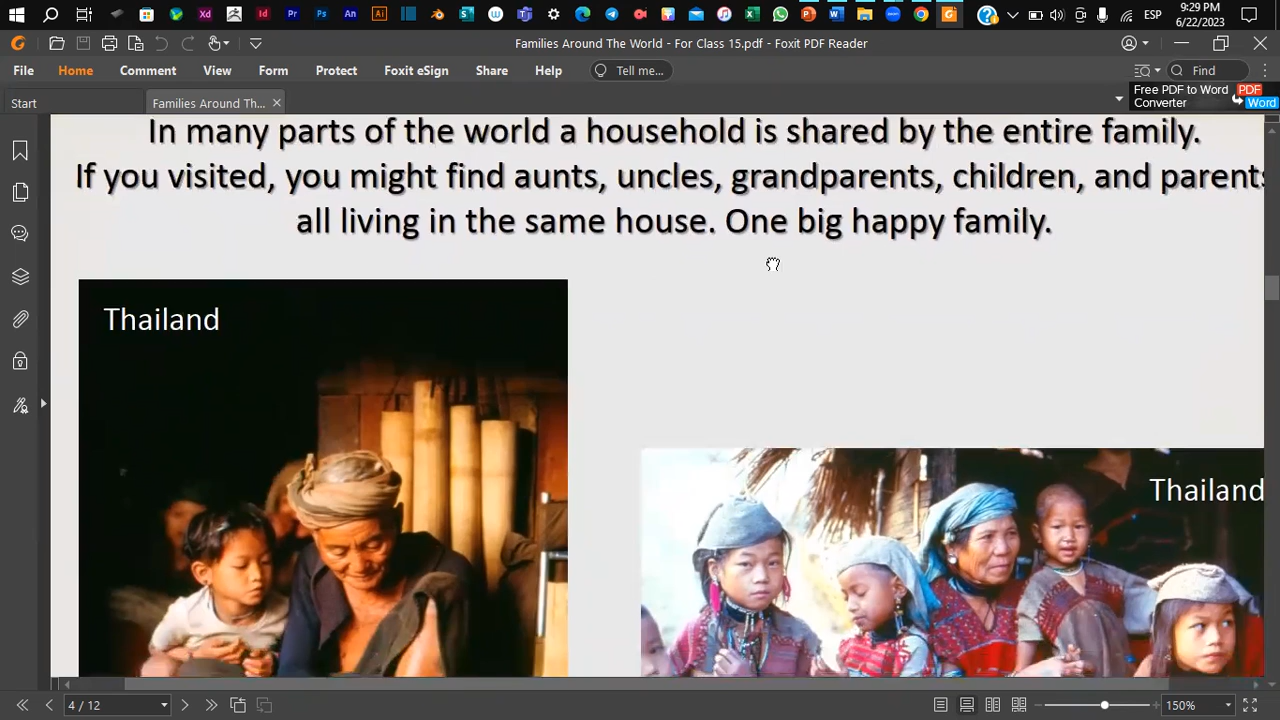 9:29 PM
ESP
6/22/2023
Families Around The World - For Class 15.pdf - Foxit PDF Reader
File Home Comment View Form Protect Foxit eSign Share Help Tell me... Find
Start Families Around Th... Free PDF to Word Converter PDF Word
In many parts of the world a household is shared by the entire family.
If you visited, you might find aunts, uncles, grandparents, children, and parents
all living in the same house. One big happy family.
Thailand
Thailand
4 / 12 150%